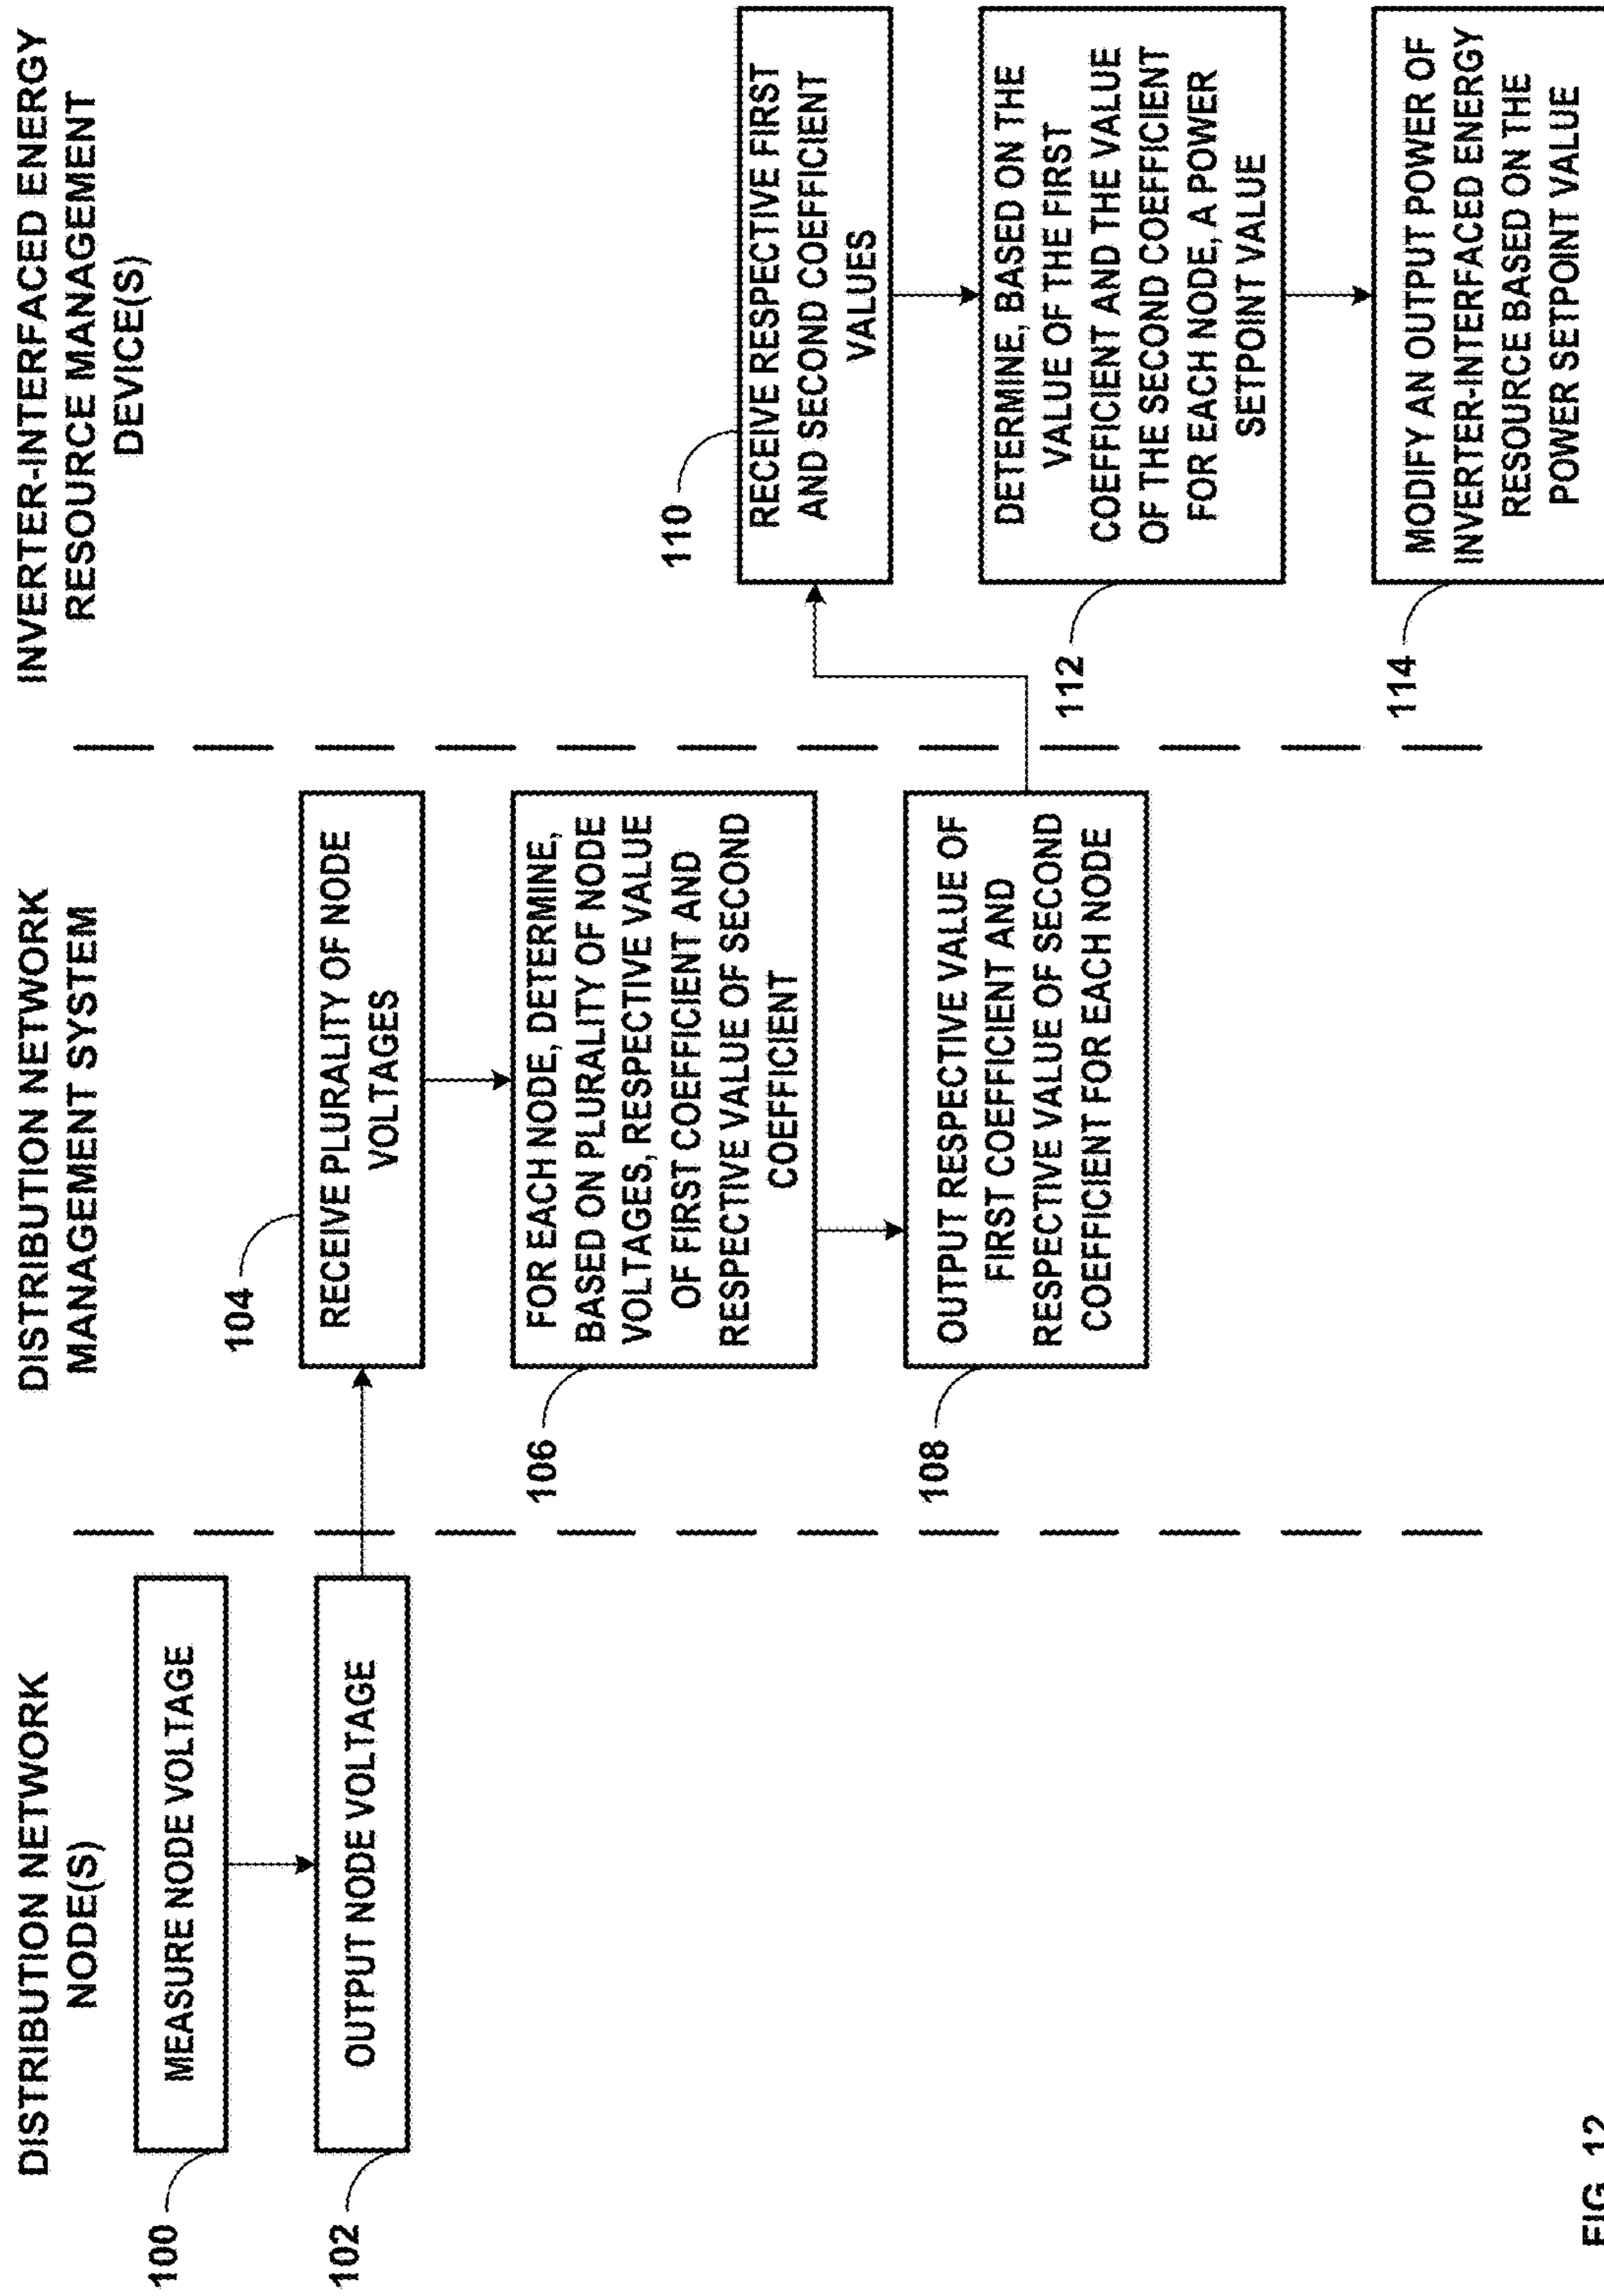 DISTRIBUTION NETWORK
NODE(S)
100
MEASURE NODE VOLTAGE
102
OUTPUT NODE VOLTAGE
DISTRIBUTION NETWORK
MANAGEMENT SYSTEM
104
RECEIVE PLURALITY OF NODE
VOLTAGES
106
FOR EACH NODE, DETERMINE,
BASED ON PLURALITY OF NODE
VOLTAGES, RESPECTIVE VALUE
OF FIRST COEFFICIENT AND
RESPECTIVE VALUE OF SECOND
COEFFICIENT
108
OUTPUT RESPECTIVE VALUE OF
FIRST COEFFICIENT AND
RESPECTIVE VALUE OF SECOND
COEFFICIENT FOR EACH NODE
INVERTER-INTERFACED ENERGY
RESOURCE MANAGEMENT
DEVICE(S)
110
RECEIVE RESPECTIVE FIRST
AND SECOND COEFFICIENT
VALUES
112
DETERMINE, BASED ON THE
VALUE OF THE FIRST
COEFFICIENT AND THE VALUE
OF THE SECOND COEFFICIENT
FOR EACH NODE, A POWER
SETPOINT VALUE
114
MODIFY AN OUTPUT POWER OF
INVERTER-INTERFACED ENERGY
RESOURCE BASED ON THE
POWER SETPOINT VALUE
FIG. 12